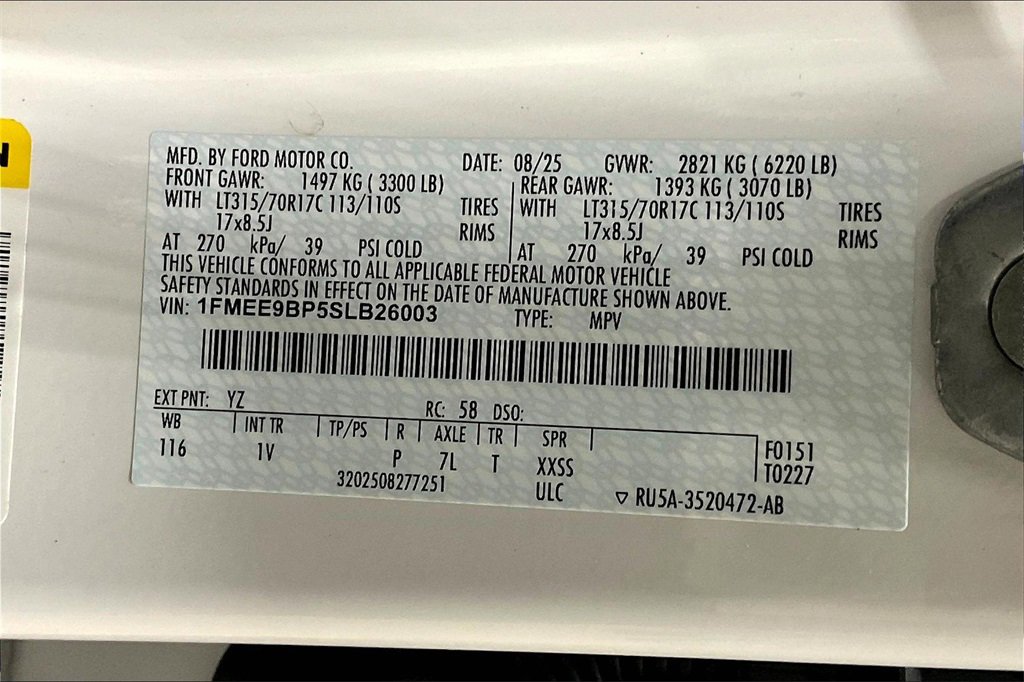 MFD. BY FORD MOTOR CO. DATE: 08/25 GVWR: 2821 KG ( 6220 LB)
FRONT GAWR: 1497 KG ( 3300 LB) REAR GAWR: 1393 KG ( 3070 LB)
WITH LT315/70R17C 113/110S TIRES WITH LT315/70R17C 113/110S TIRES
17x8.5J RIMS 17x8.5J RIMS
AT 270 kPa/ 39 PSI COLD AT 270 kPa/ 39 PSI COLD
THIS VEHICLE CONFORMS TO ALL APPLICABLE FEDERAL MOTOR VEHICLE
SAFETY STANDARDS IN EFFECT ON THE DATE OF MANUFACTURE SHOWN ABOVE.
VIN: 1FMEE9BP5SLB26003 TYPE: MPV
EXT PNT: YZ RC: 58 DSO:
WB INT TR TP/PS R AXLE TR SPR F0151
116 1V P 7L T XXSS T0227
3202508277251 ULC ▽ RU5A-3520472-AB